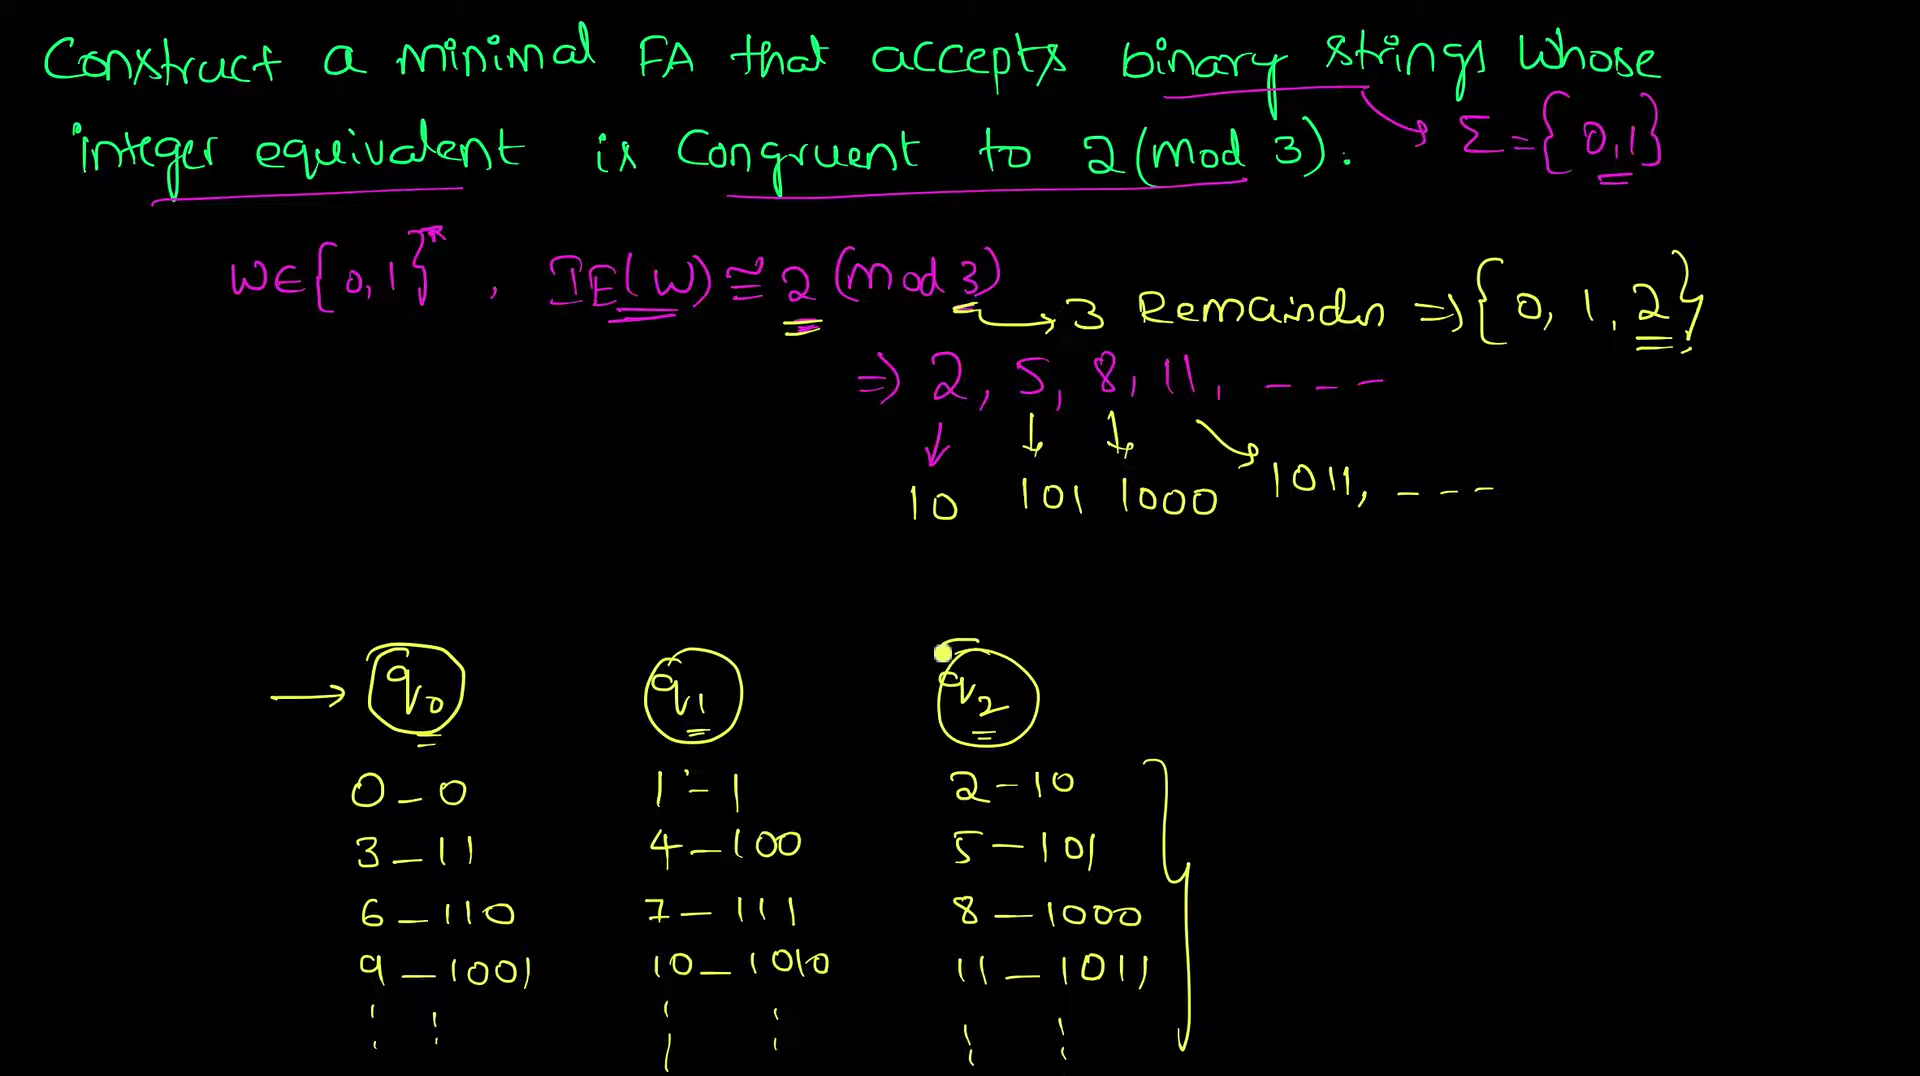 Construct a minimal FA that accepts binary strings whose
integer equivalent is Congruent to 2 (mod 3).
Σ = {0,1}
W∈{0,1}*, IE(W) ≅ 2 (mod 3)
3 Remainders ⇒ {0, 1, 2}
⇒ 2, 5, 8, 11, - - - -
10 101 1000 1011, - - -
q0 q1 q2
0 - 0 1 - 1 2 - 10
3 - 11 4 - 100 5 - 101
6 - 110 7 - 111 8 - 1000
9 - 1001 10 - 1010 11 - 1011